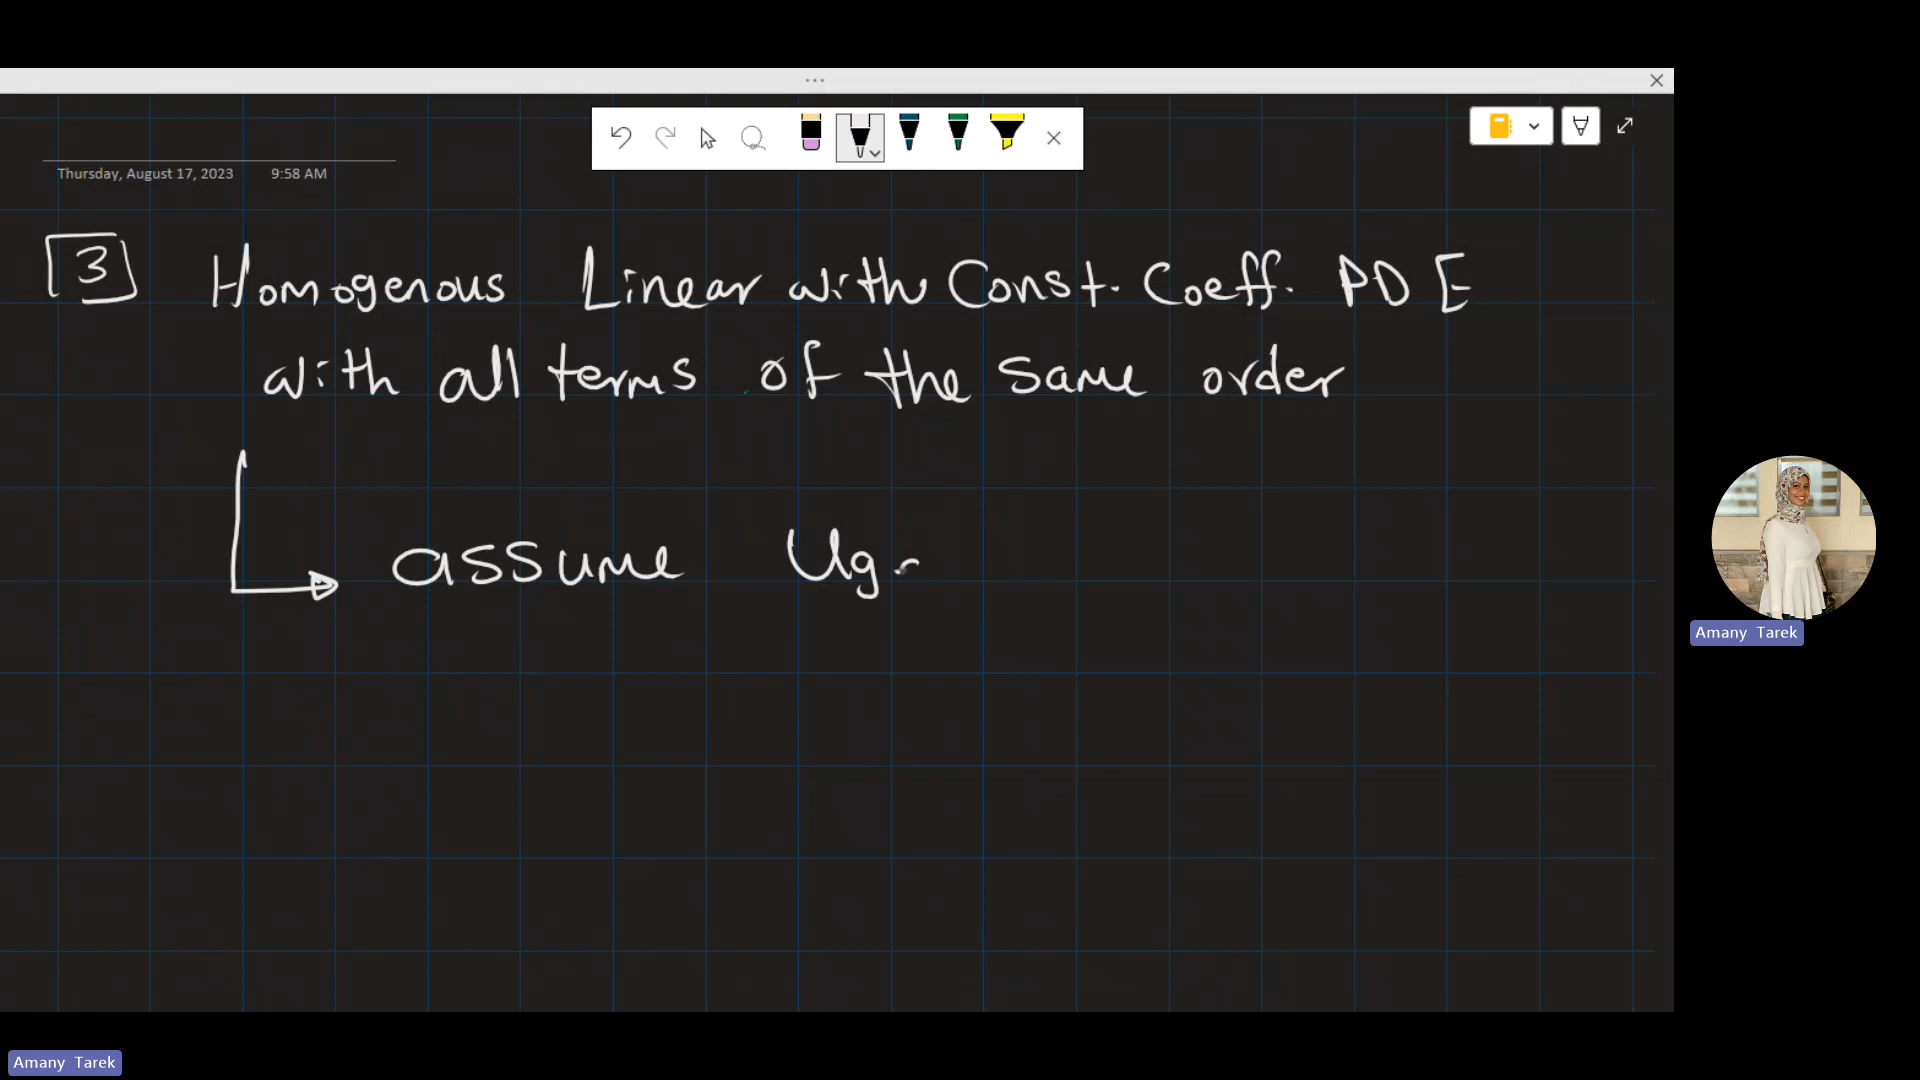 Thursday, August 17, 2023 9:58 AM
[3] Homogenous Linear with Const. Coeff. PDE
with all terms of the same order
assume Ug
Amany Tarek
Amany Tarek